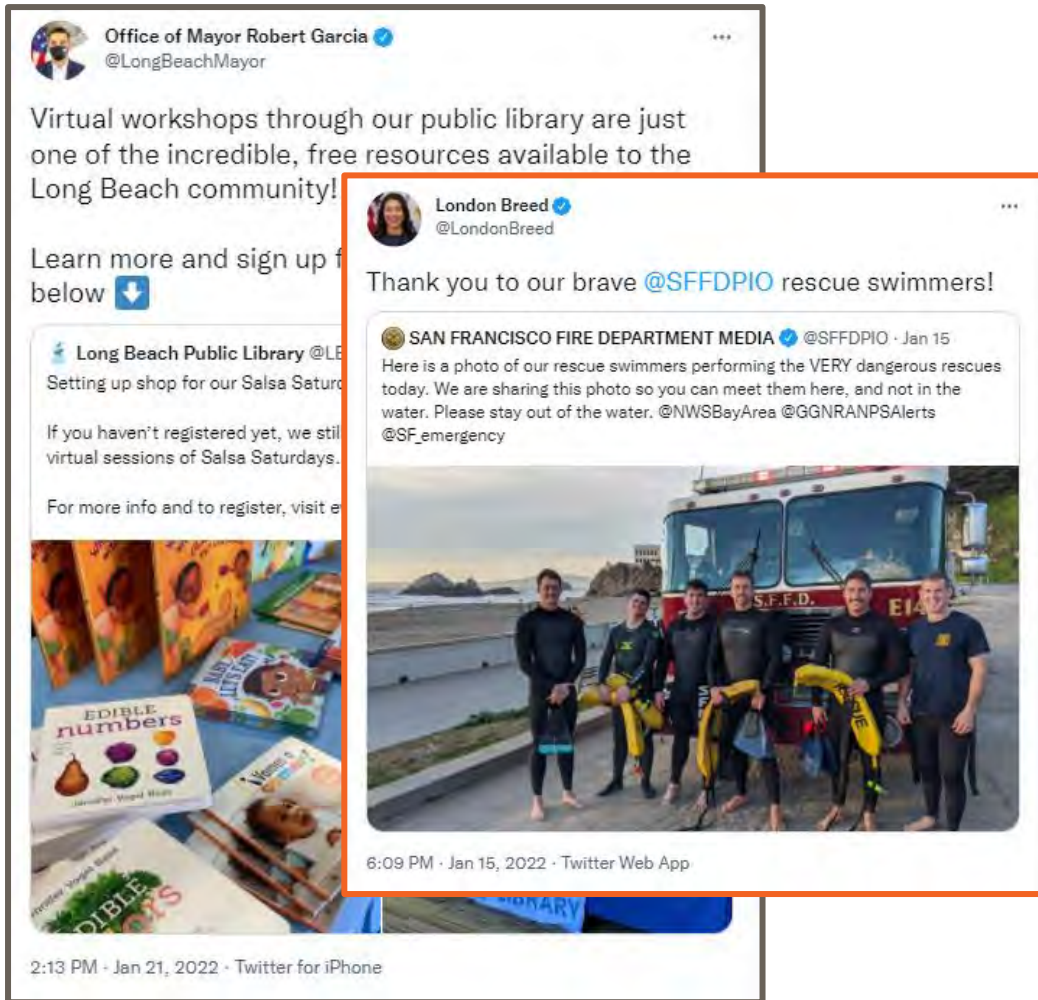 Office of Mayor Robert Garcia
@LongBeachMayor
Virtual workshops through our public library are just
one of the incredible, free resources available to the
Long Beach community!
Learn more and sign up f
below
Long Beach Public Library @LB
Setting up shop for our Salsa Saturd
If you haven't registered yet, we stil
virtual sessions of Salsa Saturdays.
For more info and to register, visit e
EDIBLE
numbers
BABY
LET'S EAT!
EDIBLE
LIBRARY
2:13 PM · Jan 21, 2022 · Twitter for iPhone
London Breed
@LondonBreed
Thank you to our brave @SFFDPIO rescue swimmers!
SAN FRANCISCO FIRE DEPARTMENT MEDIA @SFFDPIO · Jan 15
Here is a photo of our rescue swimmers performing the VERY dangerous rescues
today. We are sharing this photo so you can meet them here, and not in the
water. Please stay out of the water. @NWSBayArea @GGNRANPSAlerts
@SF_emergency
S.F.F.D.
E14
6:09 PM · Jan 15, 2022 · Twitter Web App